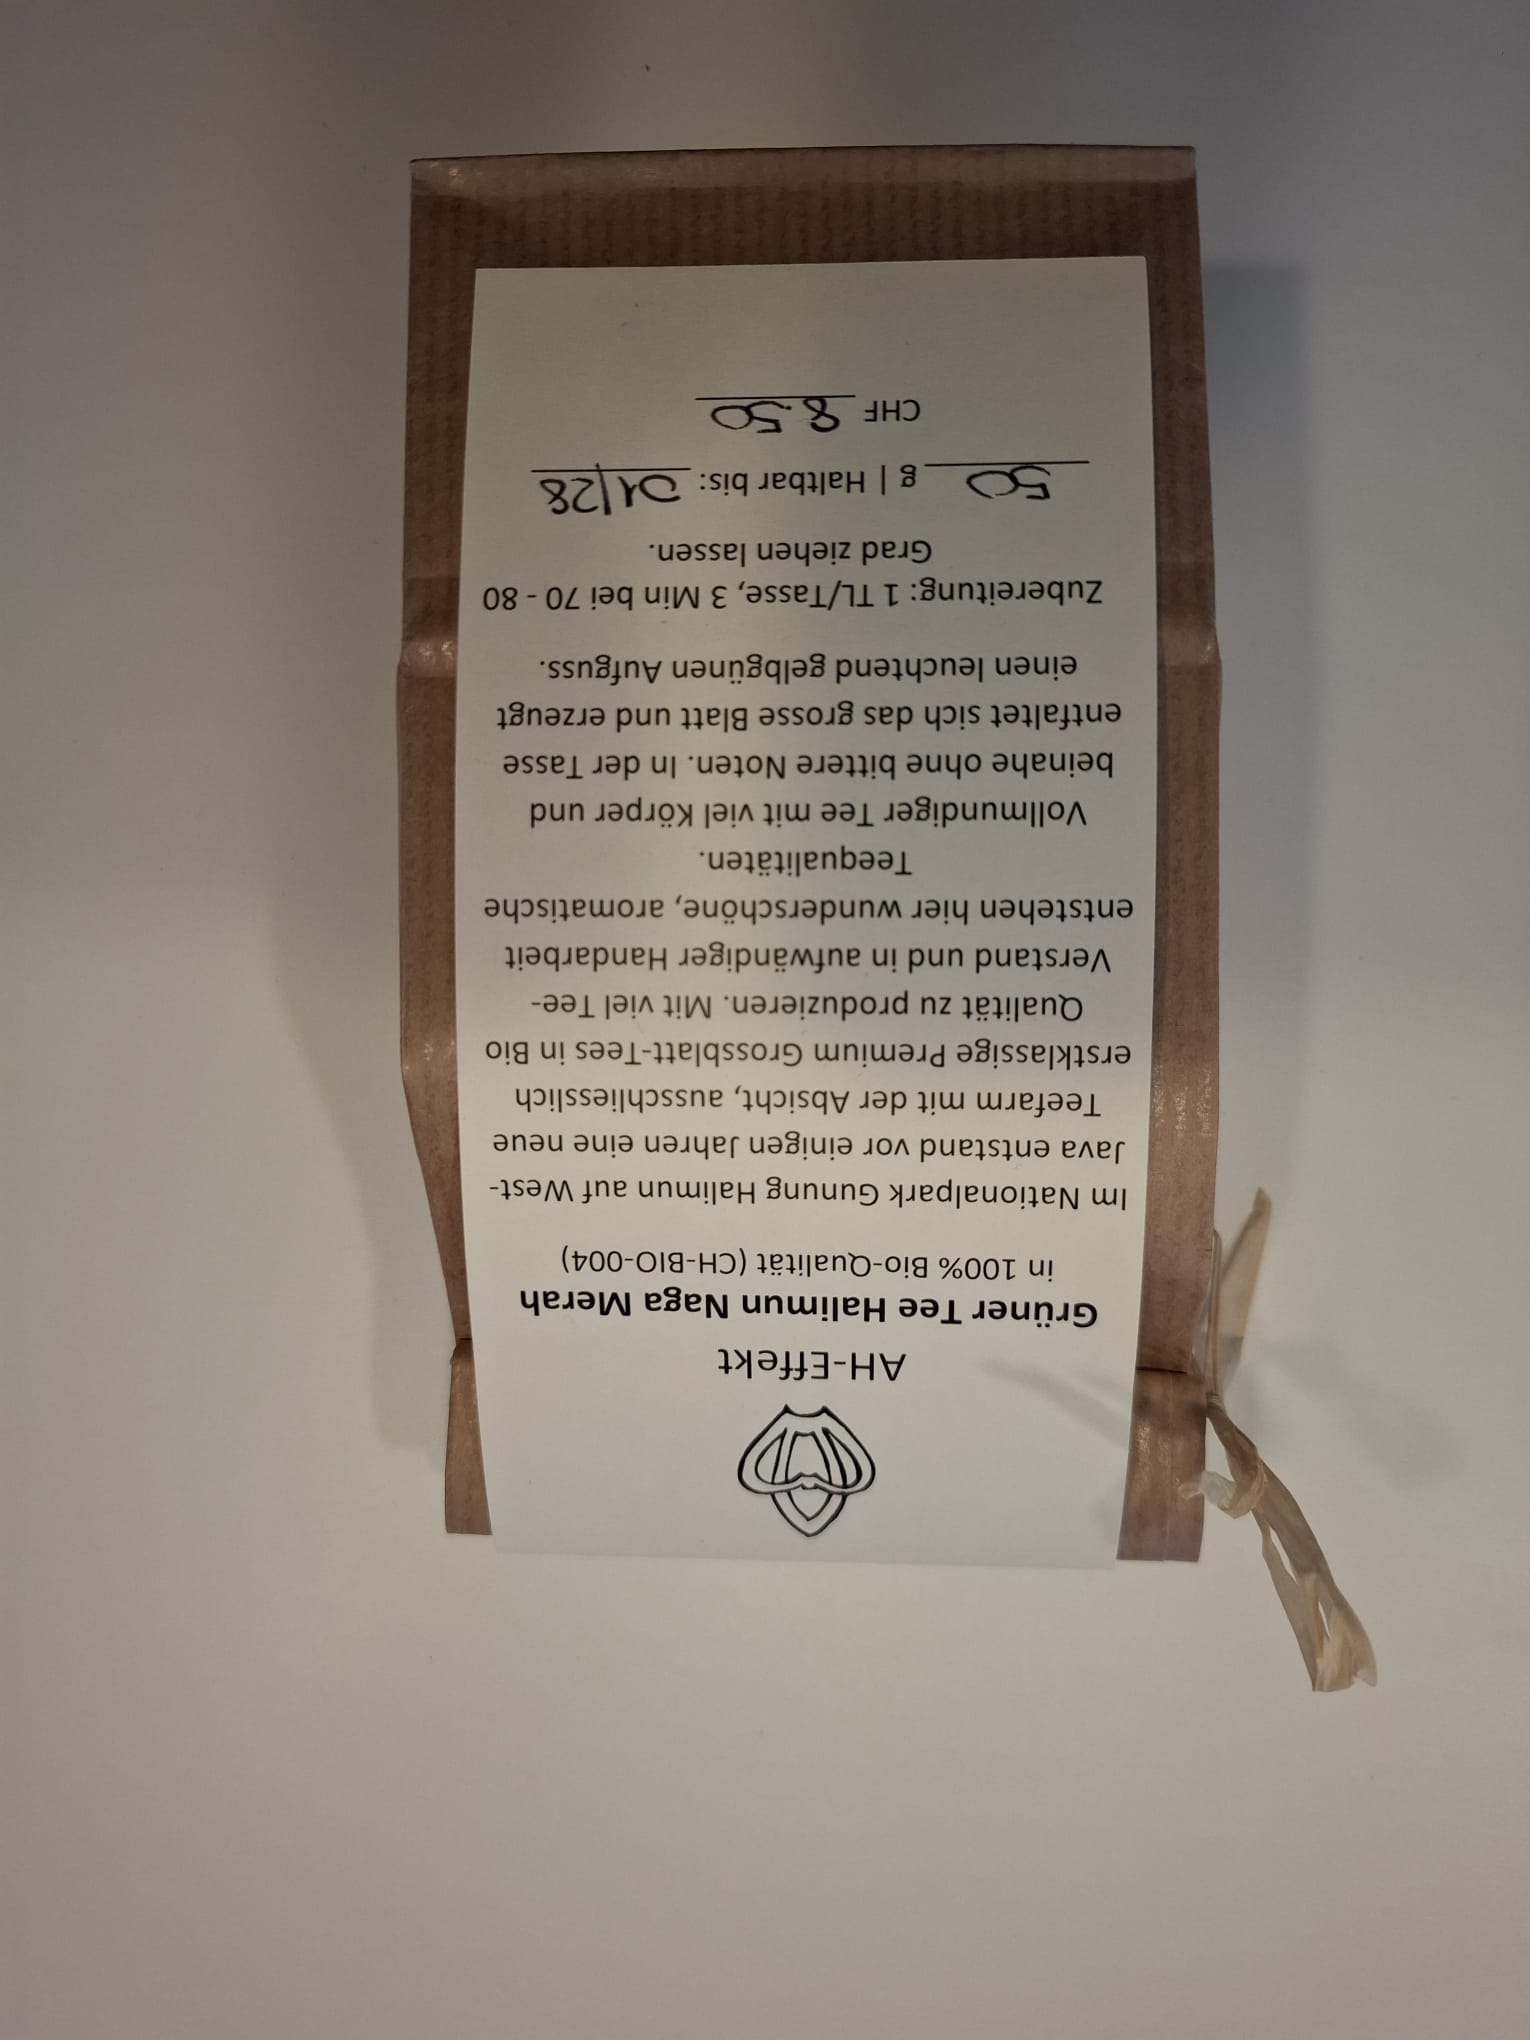 AH-Effekt
Grüner Tee Halimun Naga Merah
in 100% Bio-Qualität (CH-BIO-004)
Im Nationalpark Gunung Halimun auf West-
Java entstand vor einigen Jahren eine neue
Teefarm mit der Absicht, ausschliesslich
erstklassige Premium Grossblatt-Tees in Bio
Qualität zu produzieren. Mit viel Tee-
Verstand und in aufwändiger Handarbeit
entstehen hier wunderschöne, aromatische
Teequalitäten.
Vollmundiger Tee mit viel Körper und
beinahe ohne bittere Noten. In der Tasse
entfaltet sich das grosse Blatt und erzeugt
einen leuchtend gelbgünen Aufguss.
Zubereitung: 1 TL/Tasse, 3 Min bei 70 - 80
Grad ziehen lassen.
50 g | Haltbar bis: 01/28
CHF 8.50